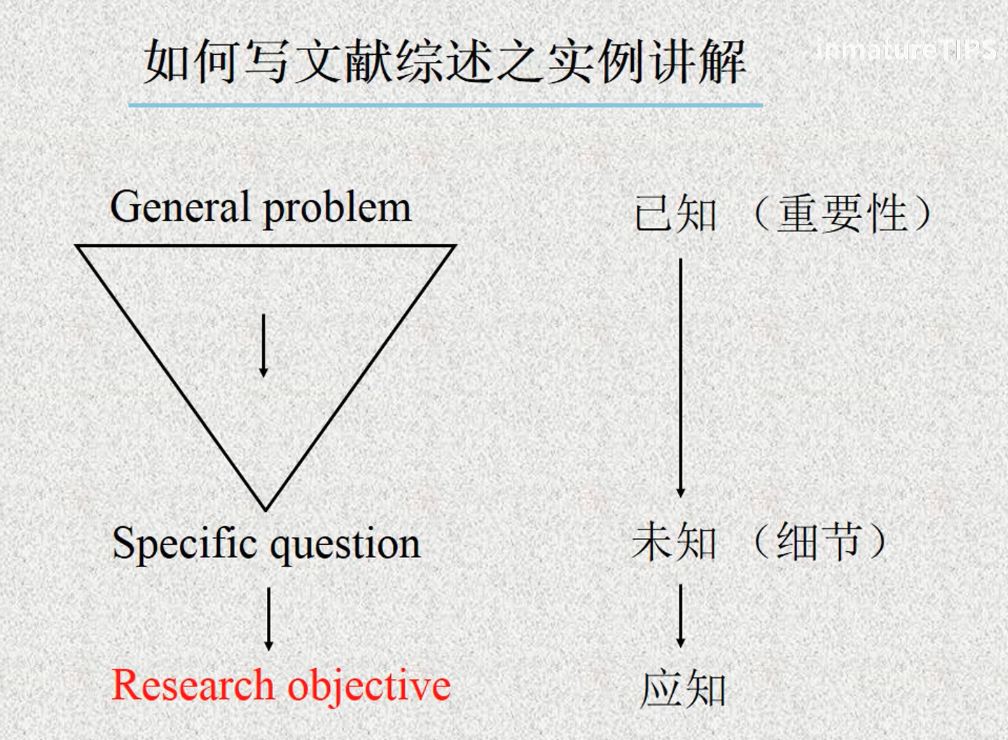 如何写文献综述之实例讲解
General problem
已知（重要性）
Specific question
未知（细节）
Research objective
应知